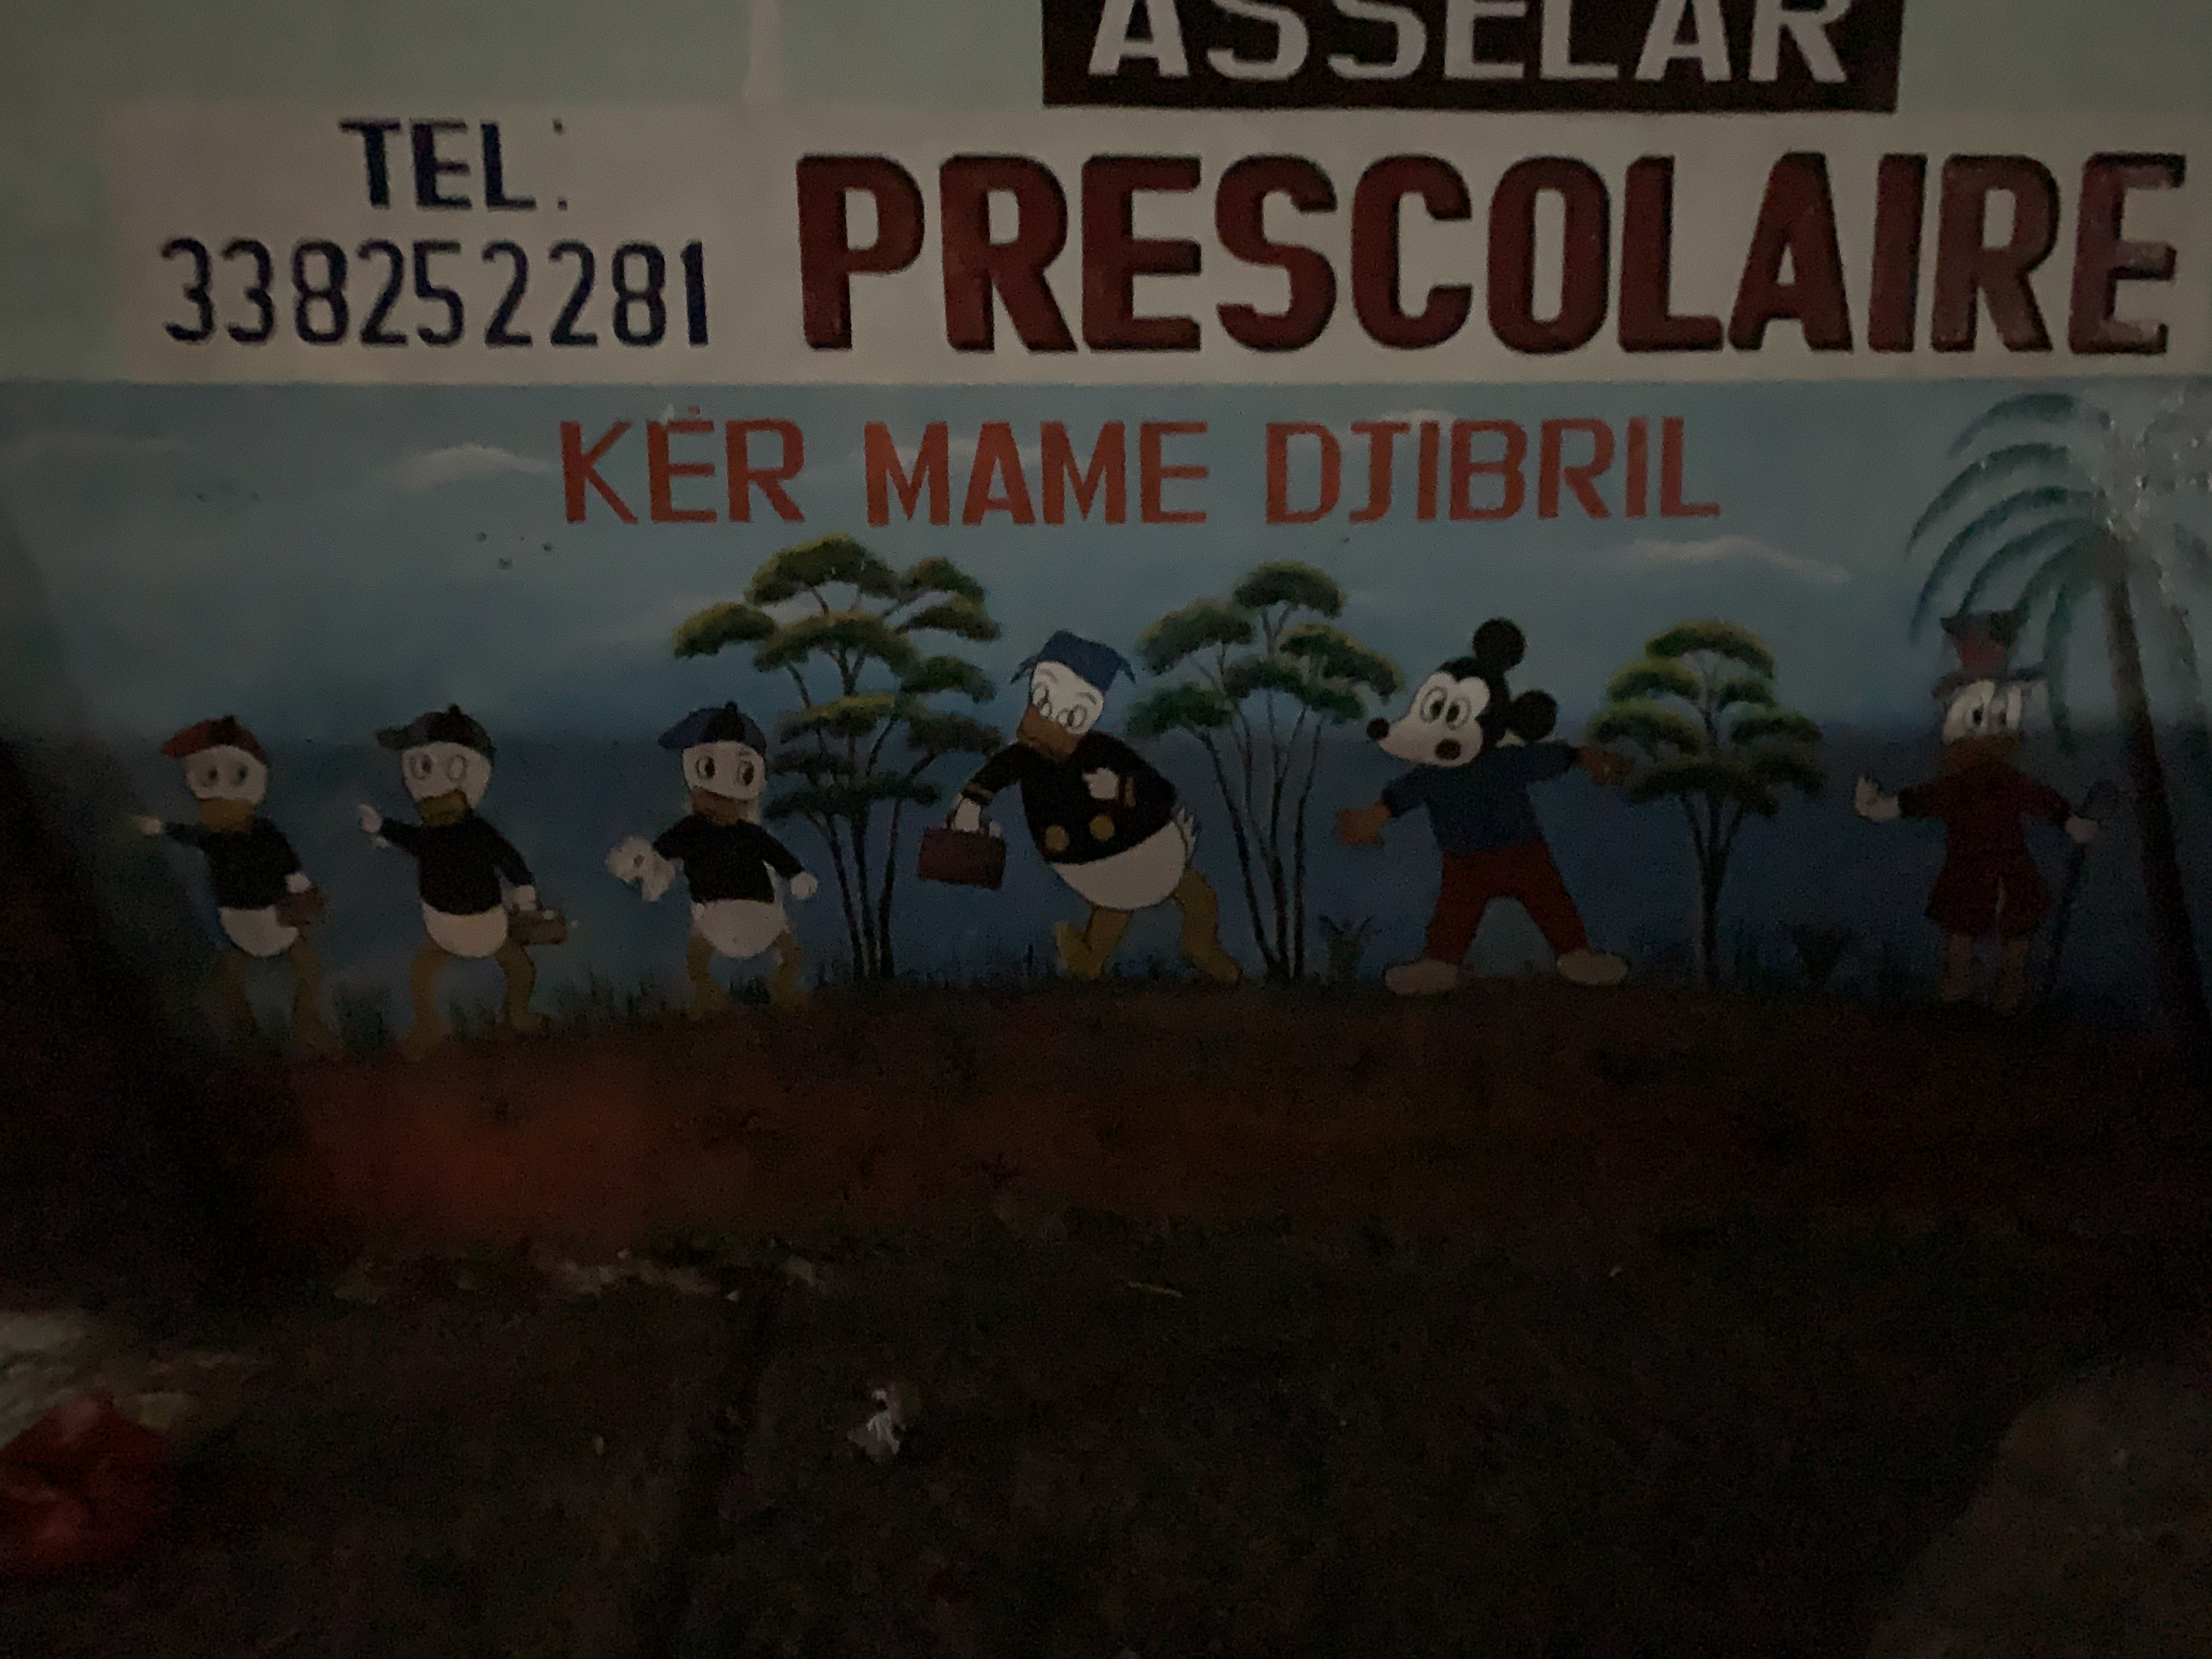 ASSELAR
TEL:
338252281
PRESCOLAIRE
KËR MAME DJIBRIL